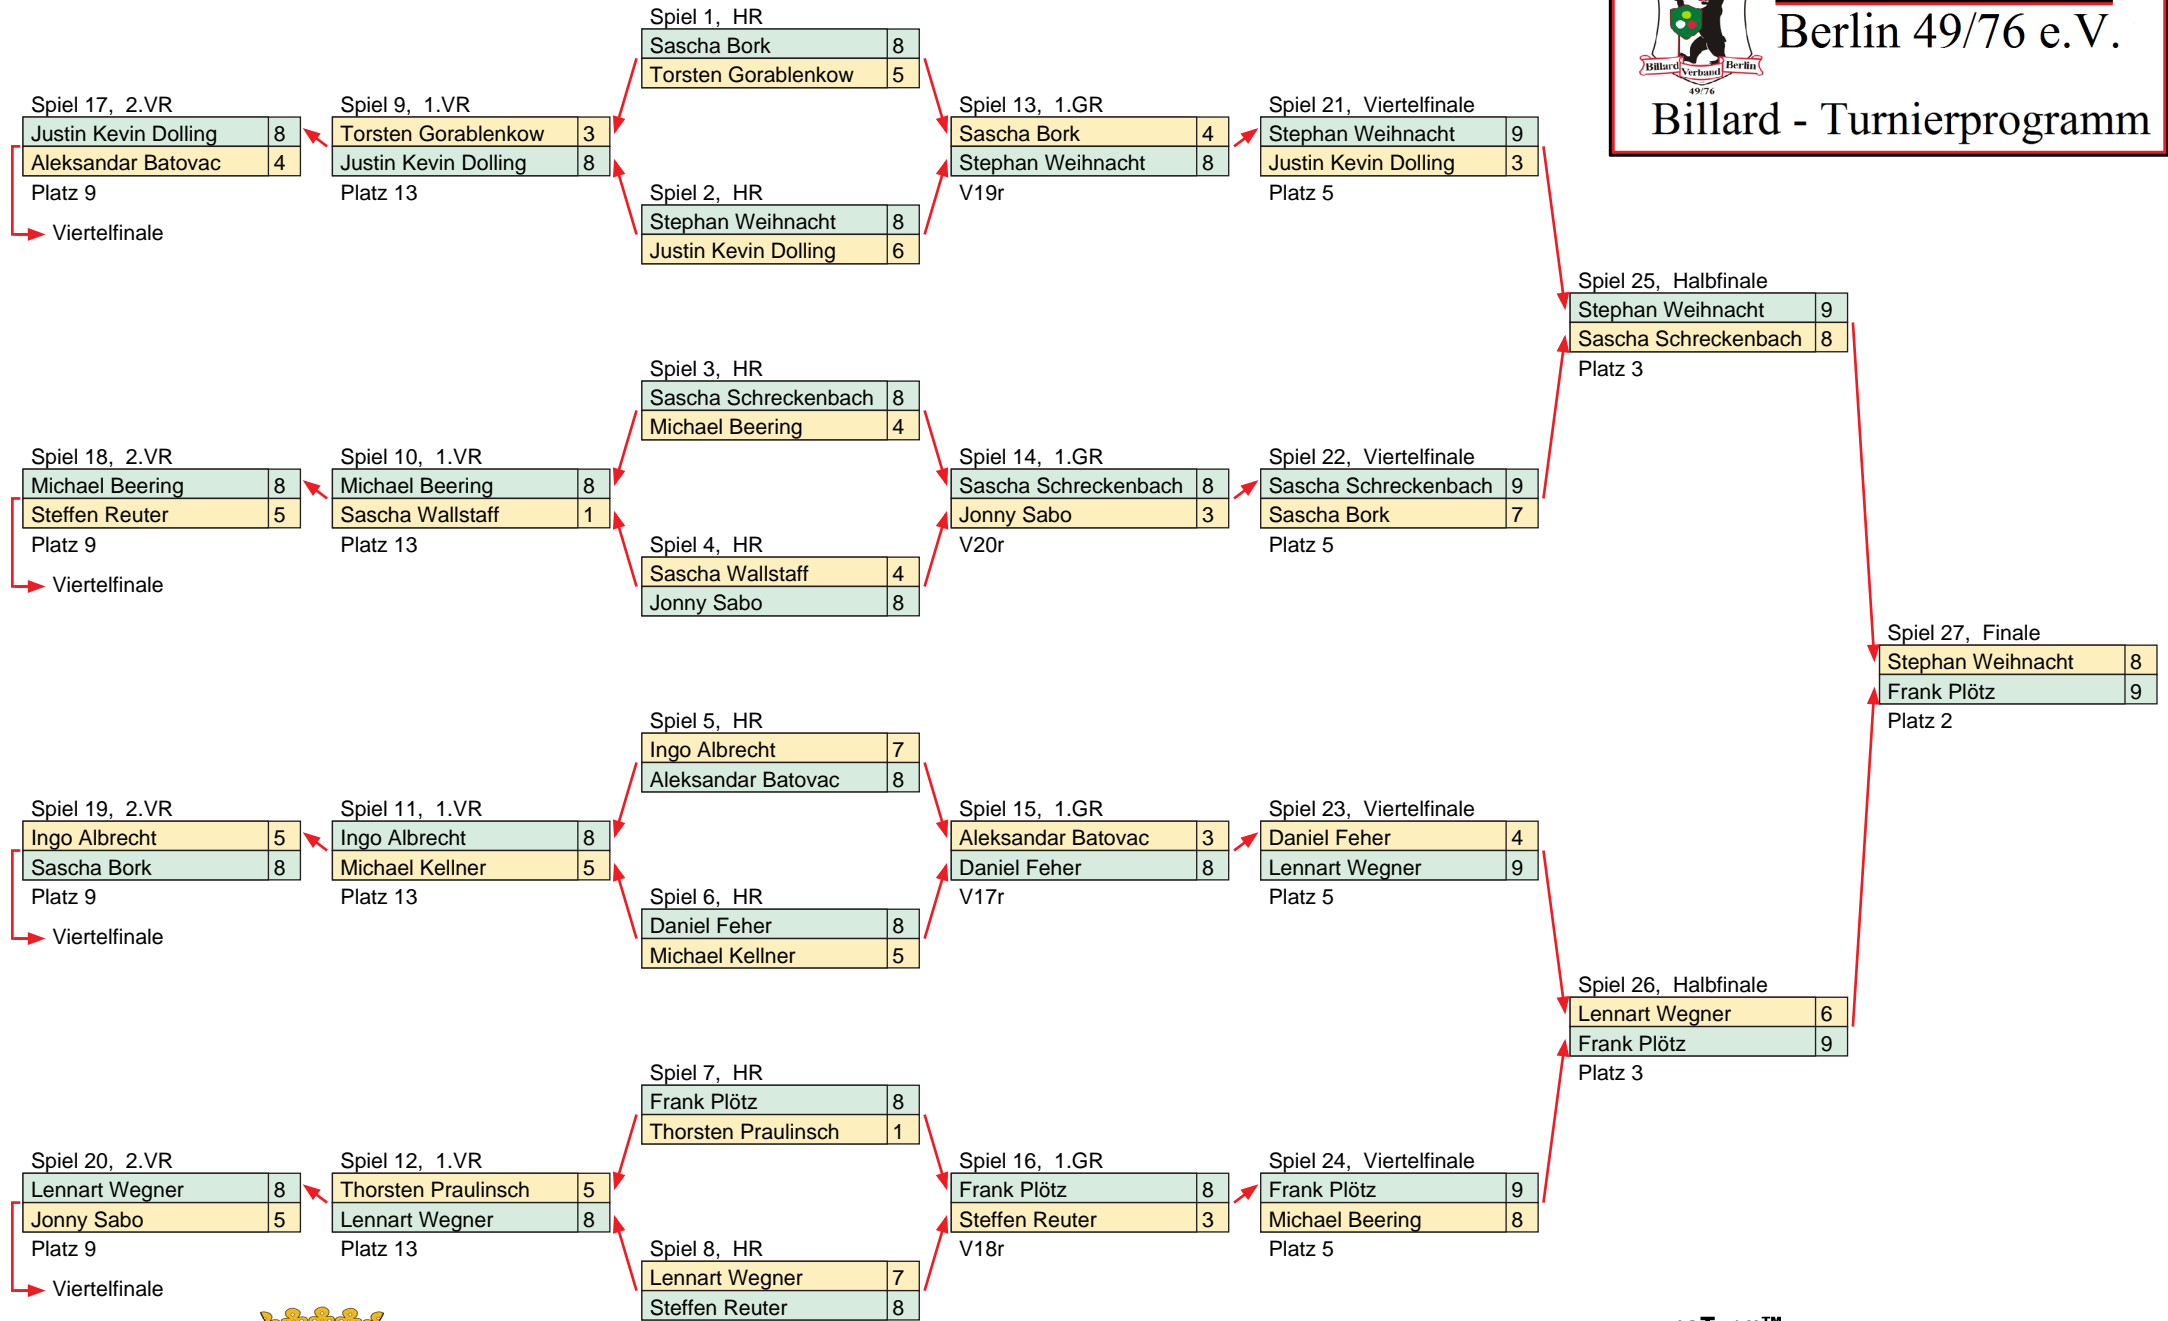 Berlin 49/76 e.V.
Billard Verband Berlin
49/76
Billard - Turnierprogramm
Spiel 17, 2.VR
Justin Kevin Dolling 8
Aleksandar Batovac 4
Platz 9
Viertelfinale
Spiel 18, 2.VR
Michael Beering 8
Steffen Reuter 5
Platz 9
Viertelfinale
Spiel 19, 2.VR
Ingo Albrecht 5
Sascha Bork 8
Platz 9
Viertelfinale
Spiel 20, 2.VR
Lennart Wegner 8
Jonny Sabo 5
Platz 9
Viertelfinale
Spiel 9, 1.VR
Torsten Gorablenkow 3
Justin Kevin Dolling 8
Platz 13
Spiel 10, 1.VR
Michael Beering 8
Sascha Wallstaff 1
Platz 13
Spiel 11, 1.VR
Ingo Albrecht 8
Michael Kellner 5
Platz 13
Spiel 12, 1.VR
Thorsten Praulinsch 5
Lennart Wegner 8
Platz 13
Spiel 1, HR
Sascha Bork 8
Torsten Gorablenkow 5
Spiel 2, HR
Stephan Weihnacht 8
Justin Kevin Dolling 6
Spiel 3, HR
Sascha Schreckenbach 8
Michael Beering 4
Spiel 4, HR
Sascha Wallstaff 4
Jonny Sabo 8
Spiel 5, HR
Ingo Albrecht 7
Aleksandar Batovac 8
Spiel 6, HR
Daniel Feher 8
Michael Kellner 5
Spiel 7, HR
Frank Plötz 8
Thorsten Praulinsch 1
Spiel 8, HR
Lennart Wegner 7
Steffen Reuter 8
Spiel 13, 1.GR
Sascha Bork 4
Stephan Weihnacht 8
V19r
Spiel 14, 1.GR
Sascha Schreckenbach 8
Jonny Sabo 3
V20r
Spiel 15, 1.GR
Aleksandar Batovac 3
Daniel Feher 8
V17r
Spiel 16, 1.GR
Frank Plötz 8
Steffen Reuter 3
V18r
Spiel 21, Viertelfinale
Stephan Weihnacht 9
Justin Kevin Dolling 3
Platz 5
Spiel 22, Viertelfinale
Sascha Schreckenbach 9
Sascha Bork 7
Platz 5
Spiel 23, Viertelfinale
Daniel Feher 4
Lennart Wegner 9
Platz 5
Spiel 24, Viertelfinale
Frank Plötz 9
Michael Beering 8
Platz 5
Spiel 25, Halbfinale
Stephan Weihnacht 9
Sascha Schreckenbach 8
Platz 3
Spiel 26, Halbfinale
Lennart Wegner 6
Frank Plötz 9
Platz 3
Spiel 27, Finale
Stephan Weihnacht 8
Frank Plötz 9
Platz 2